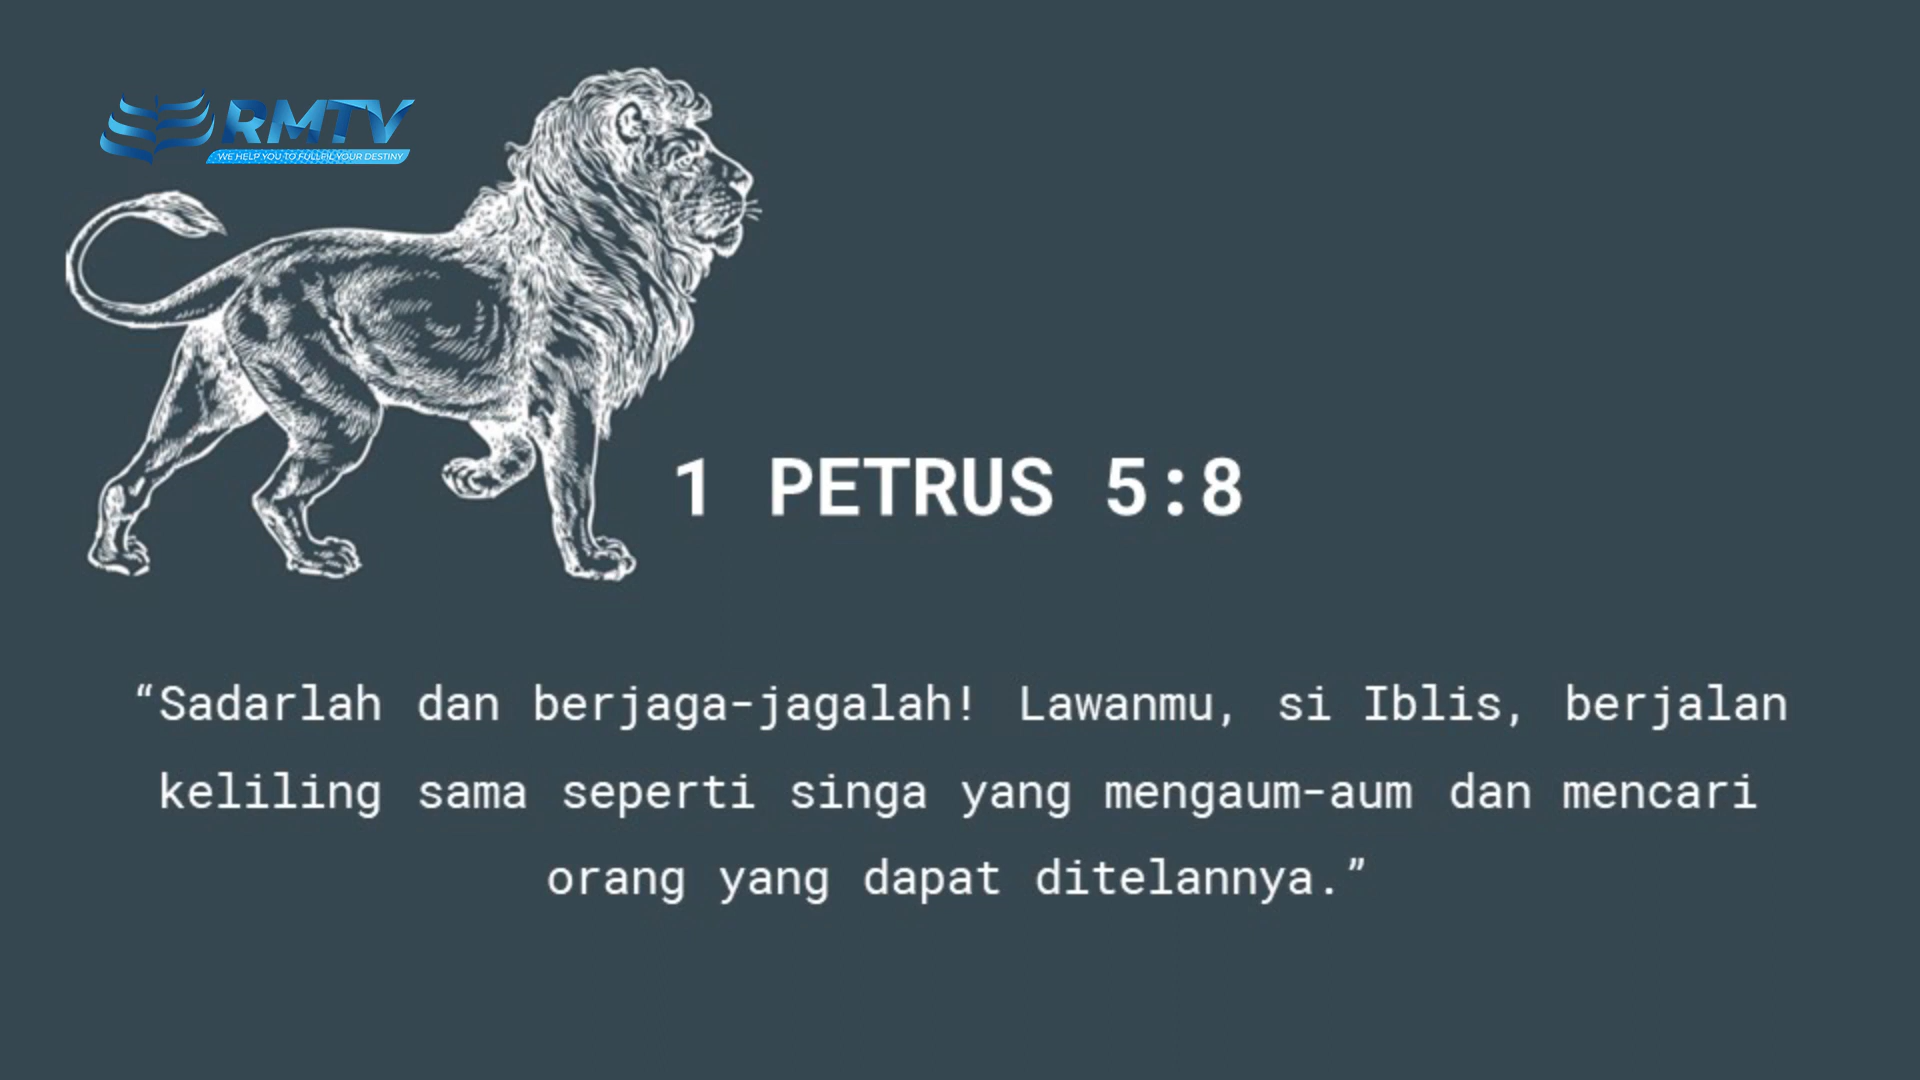 RMTV
WE HELP YOU TO FULLFIL YOUR DESTINY
1 PETRUS 5:8
“Sadarlah dan berjaga-jagalah! Lawanmu, si Iblis, berjalan
keliling sama seperti singa yang mengaum-aum dan mencari
orang yang dapat ditelannya.”